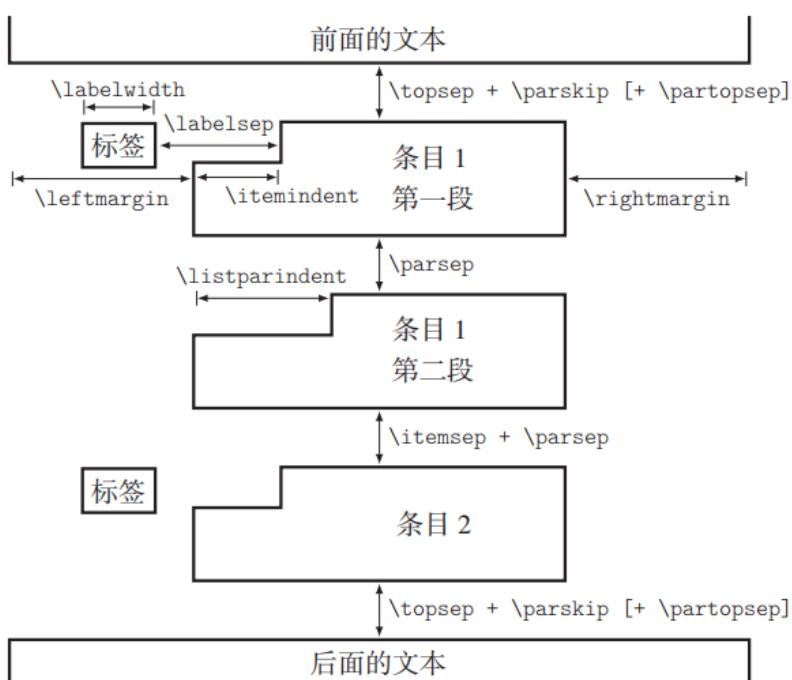 前面的文本
\labelwidth
\topsep + \parskip [+ \partopsep]
\labelsep
标签
条目 1
第一段
\leftmargin
\itemindent
\rightmargin
\parsep
\listparindent
条目 1
第二段
\itemsep + \parsep
标签
条目 2
\topsep + \parskip [+ \partopsep]
后面的文本